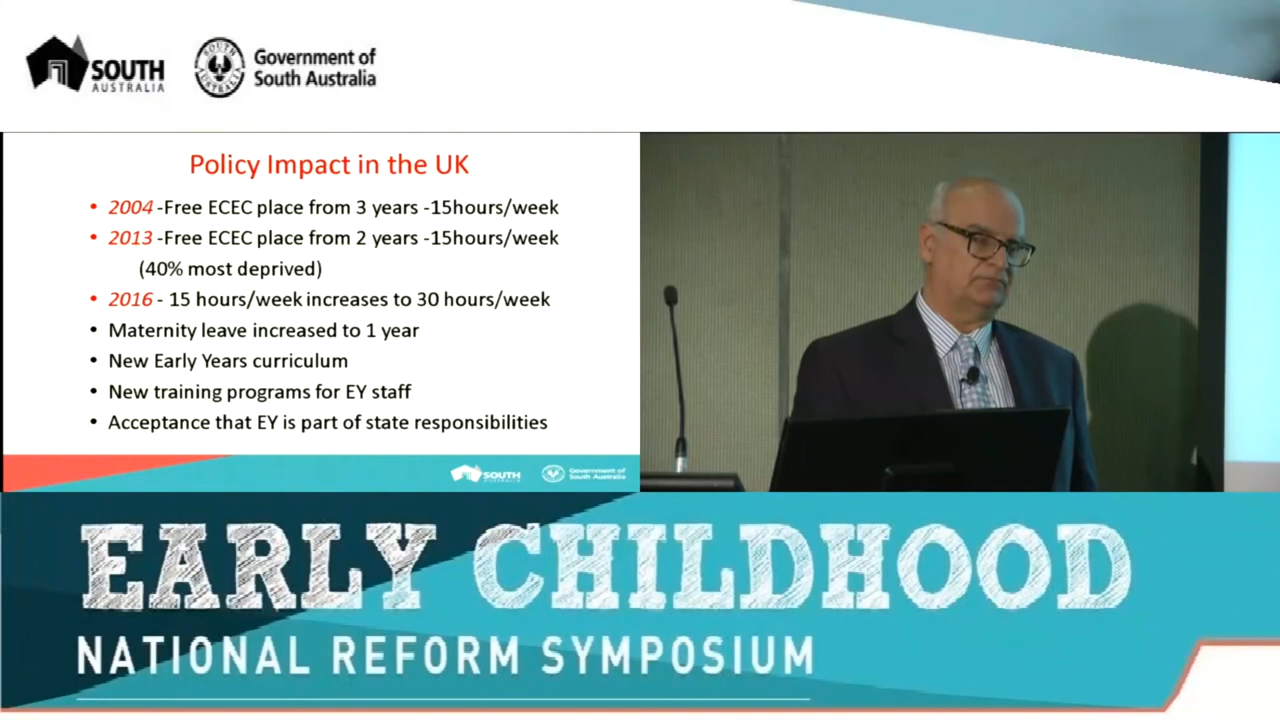 SOUTH
AUSTRALIA
Government of
South Australia
Policy Impact in the UK
• 2004 -Free ECEC place from 3 years -15hours/week
• 2013 -Free ECEC place from 2 years -15hours/week
(40% most deprived)
• 2016 - 15 hours/week increases to 30 hours/week
• Maternity leave increased to 1 year
• New Early Years curriculum
• New training programs for EY staff
• Acceptance that EY is part of state responsibilities
SOUTH
Government of
South Australia
EARLY CHILDHOOD
NATIONAL REFORM SYMPOSIUM